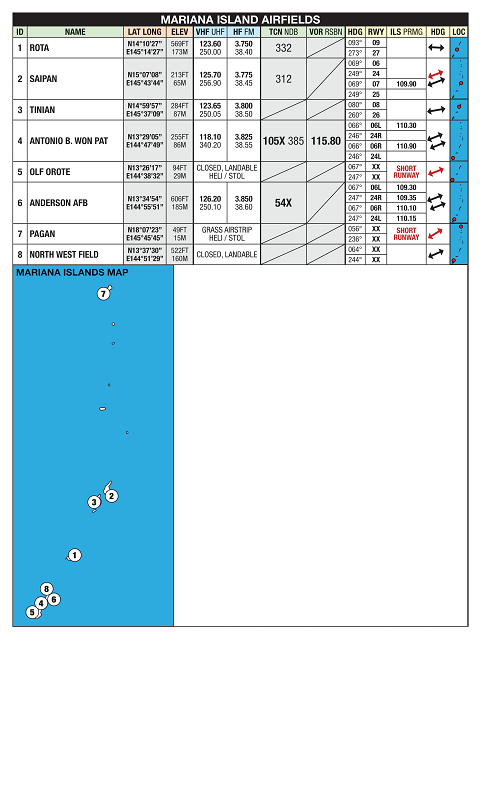 MARIANA ISLAND AIRFIELDS
ID NAME LAT LONG ELEV VHF UHF HF FM TCN NDB VOR RSBN HDG RWY ILS PRMG HDG LOC
1 ROTA N14°10'27" 569FT 123.60 3.750 332 093° 09
E145°14'27" 173M 250.00 38.40 273° 27
2 SAIPAN N15°07'08" 213FT 125.70 3.775 312 069° 06
E145°43'44" 65M 256.90 38.45 249° 24
069° 07 109.90
249° 25
3 TINIAN N14°59'57" 284FT 123.65 3.800 080° 08
E145°37'09" 87M 250.05 38.50 260° 26
4 ANTONIO B. WON PAT N13°29'05" 255FT 118.10 3.825 105X 385 115.80 066° 06L 110.30
E144°47'49" 86M 340.20 38.55 246° 24R
066° 06R 110.90
246° 24L
5 OLF OROTE N13°26'17" 94FT CLOSED, LANDABLE 067° XX SHORT
E144°38'32" 29M HELI / STOL 247° XX RUNWAY
6 ANDERSON AFB N13°34'54" 606FT 126.20 3.850 54X 067° 06L 109.30
E144°55'51" 185M 250.10 38.60 247° 24R 109.35
067° 06R 110.10
247° 24L 110.15
7 PAGAN N18°07'23" 49FT GRASS AIRSTRIP 056° XX SHORT
E145°45'45" 15M HELI / STOL 236° XX RUNWAY
8 NORTH WEST FIELD N13°37'30" 522FT CLOSED, LANDABLE 064° XX
E144°51'29" 160M 244° XX
MARIANA ISLANDS MAP
7
2
3
1
8
6
4
5